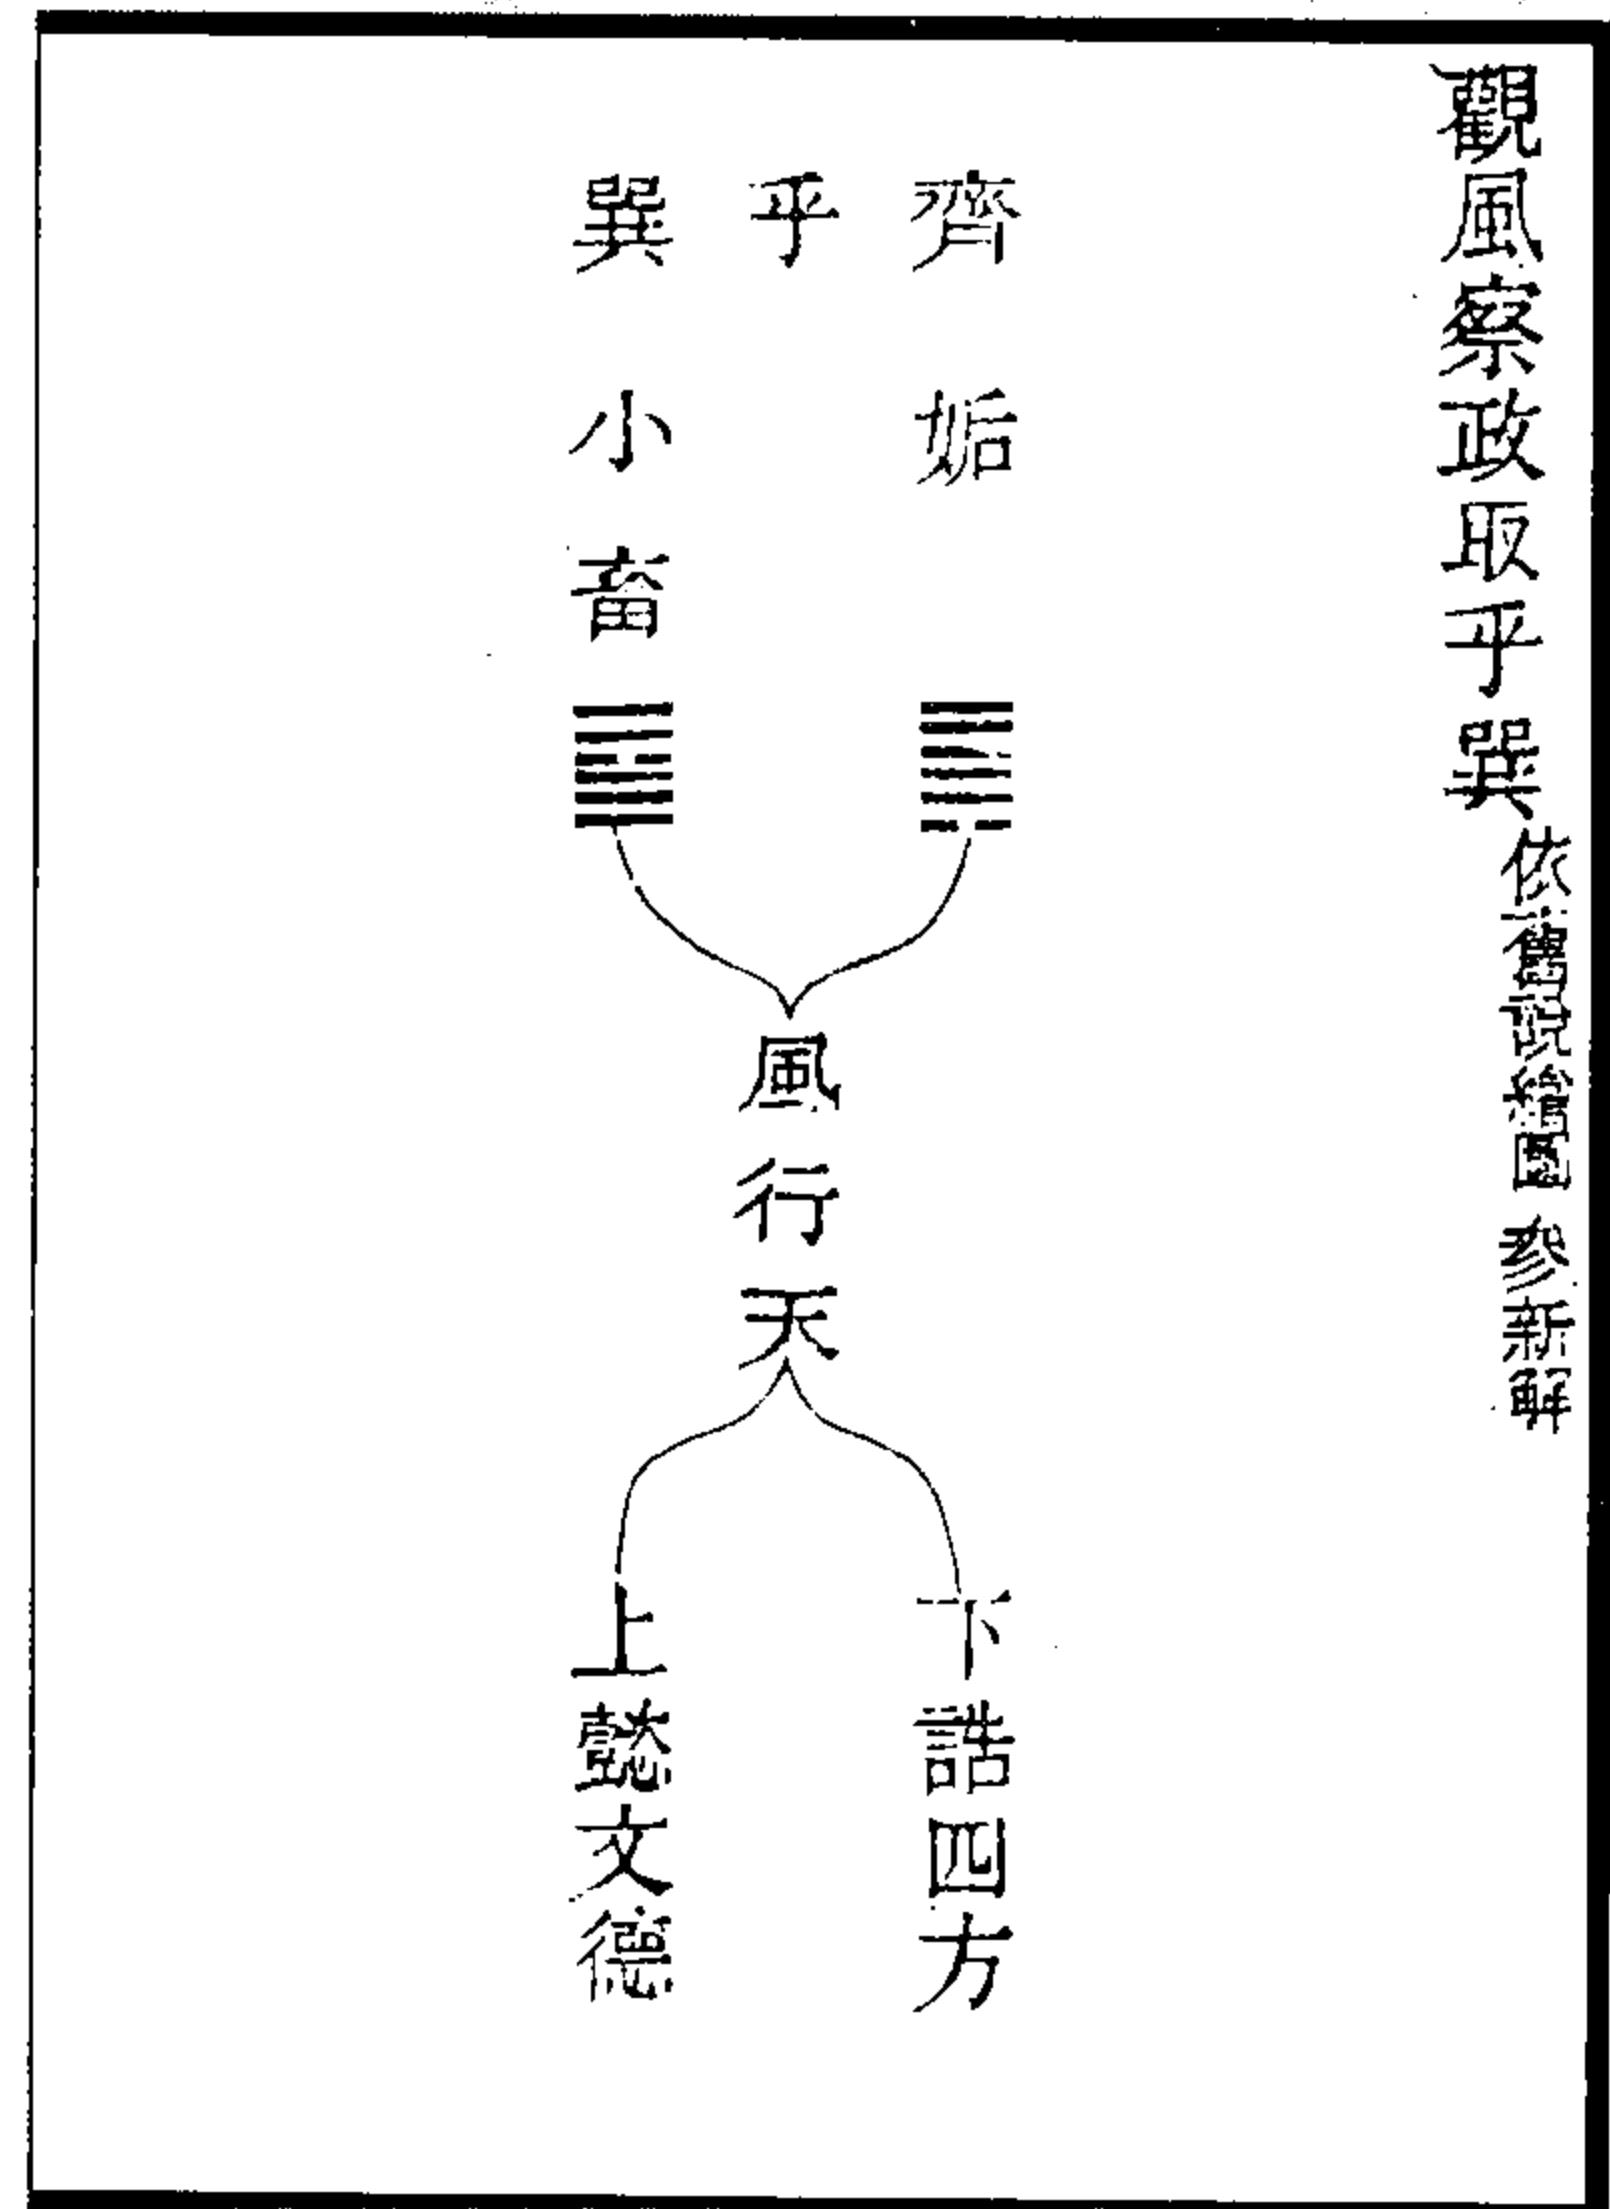 觀風察政取乎巽
依舊說繪圖 參新解
齊
乎
巽
姤
小畜
風行天
下誥四方
上懿文德